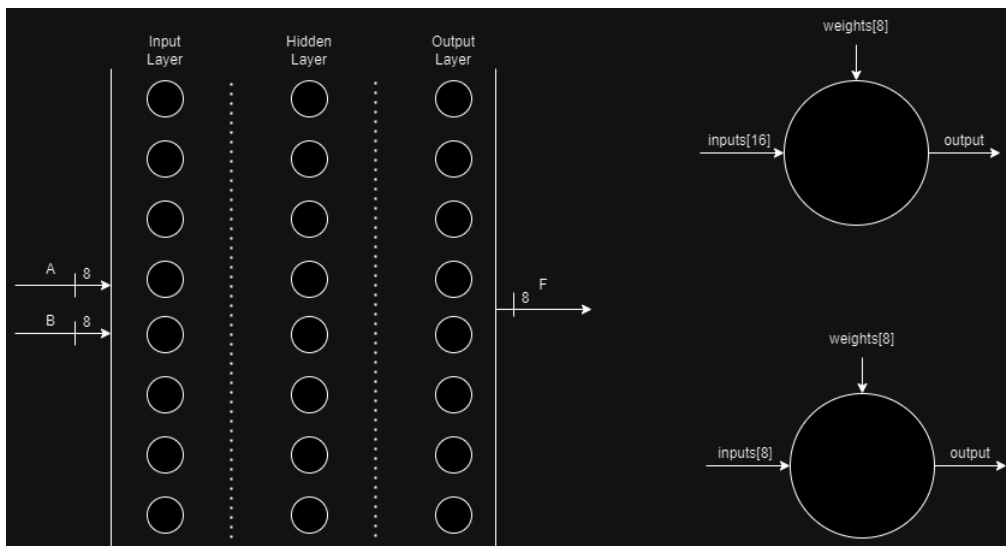 Input
Layer
Hidden
Layer
Output
Layer
A
8
B
8
F
8
weights[8]
inputs[16]
output
weights[8]
inputs[8]
output